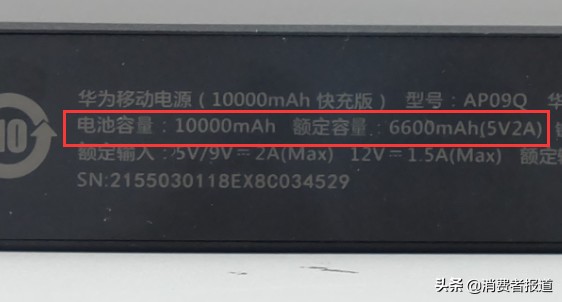 华为移动电源（10000mAh 快充版） 型号：AP09Q 华
电池容量：10000mAh 额定容量：6600mAh(5V2A)
额定输入：5V/9V⎓2A(Max) 12V⎓1.5A(Max) 额定
SN:2155030118EX8C034529
10
头条 @消费者报道